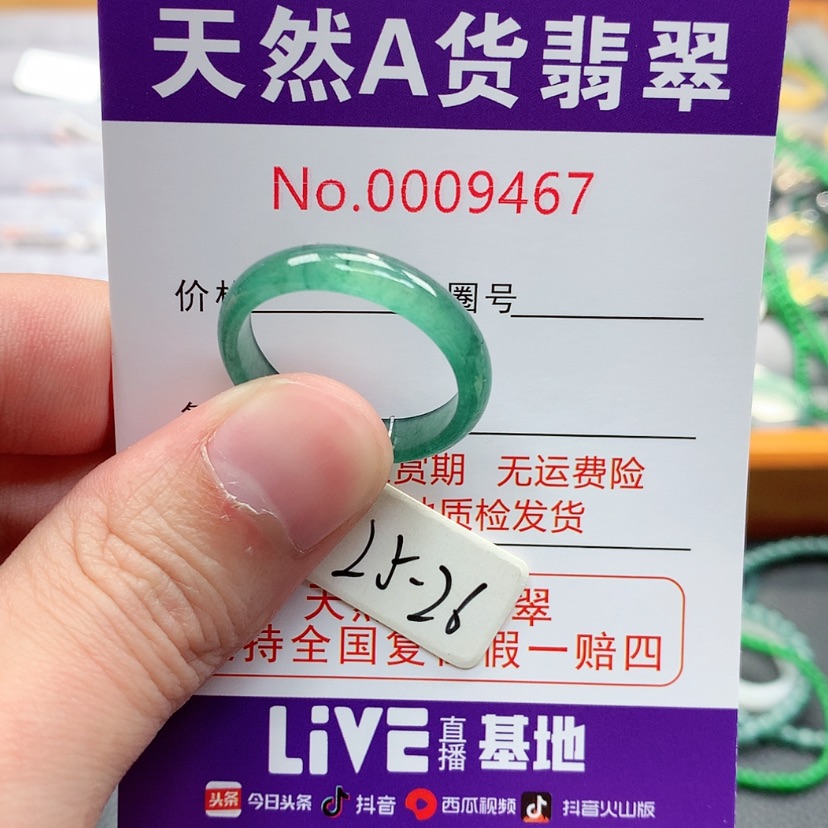 天然A货翡翠
No.0009467
价 圈号
赏期 无运费险
质检发货
25-26
天 翠
持全国复 假一赔四
LiVE直播基地
头条 今日头条 抖音 西瓜视频 抖音火山版